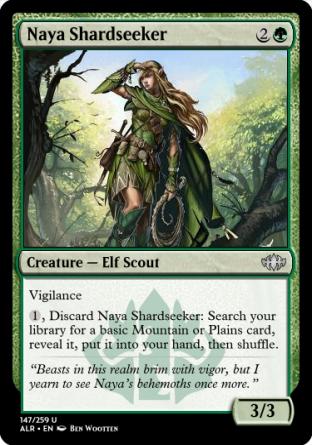 Naya Shardseeker 2
Creature — Elf Scout
Vigilance
1, Discard Naya Shardseeker: Search your
library for a basic Mountain or Plains card,
reveal it, put it into your hand, then shuffle.
"Beasts in this realm brim with vigor, but I
yearn to see Naya's behemoths once more."
147/259 U
ALR • EN Ben Wootten
3/3